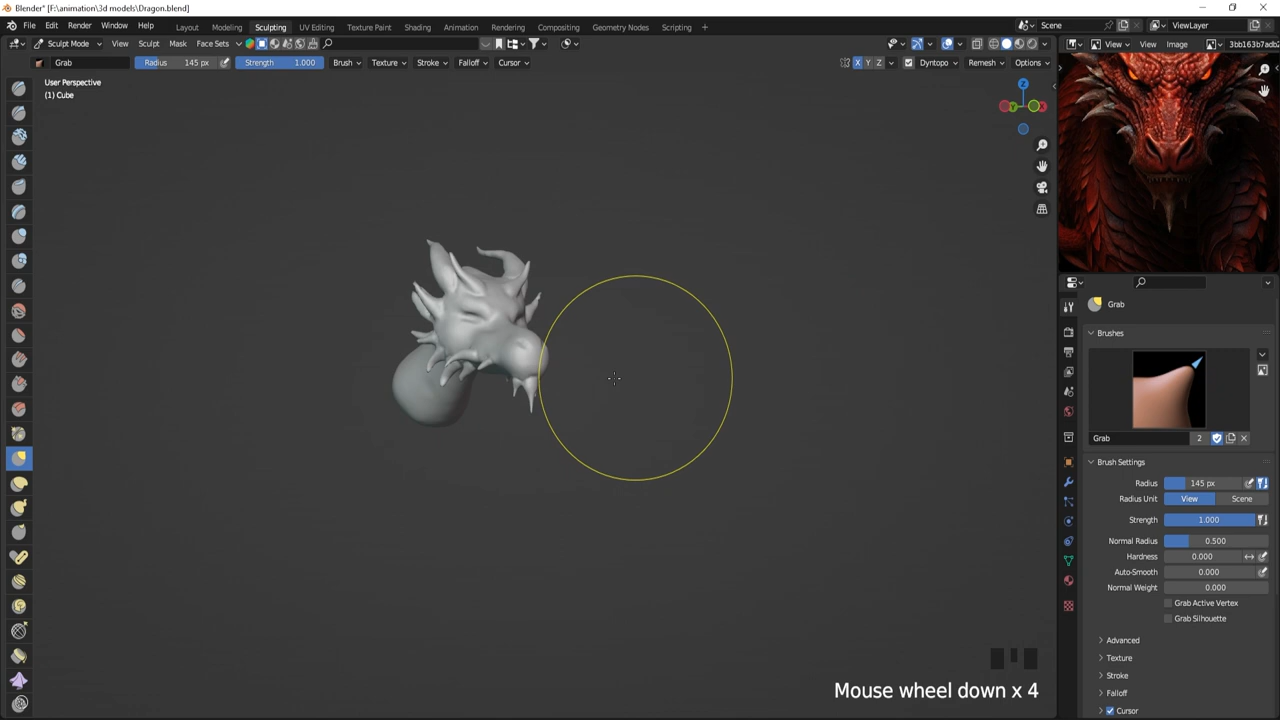 Blender* [F:\animation\3d models\Dragon.blend]
File Edit Render Window Help Layout Modeling Sculpting UV Editing Texture Paint Shading Animation Rendering Compositing Geometry Nodes Scripting + Scene ViewLayer
Sculpt Mode View Sculpt Mask Face Sets View View Image 3bb163b7adb2
Grab Radius 145 px Strength 1.000 Brush Texture Stroke Falloff Cursor X Y Z Dyntopo Remesh Options
User Perspective
(1) Cube
Z
Y X
Grab
Brushes
Grab 2
Brush Settings
Radius 145 px
Radius Unit View Scene
Strength 1.000
Normal Radius 0.500
Hardness 0.000
Auto-Smooth 0.000
Normal Weight 0.000
Grab Active Vertex
Grab Silhouette
Advanced
Texture
Stroke
Falloff
Cursor
Mouse wheel down x 4